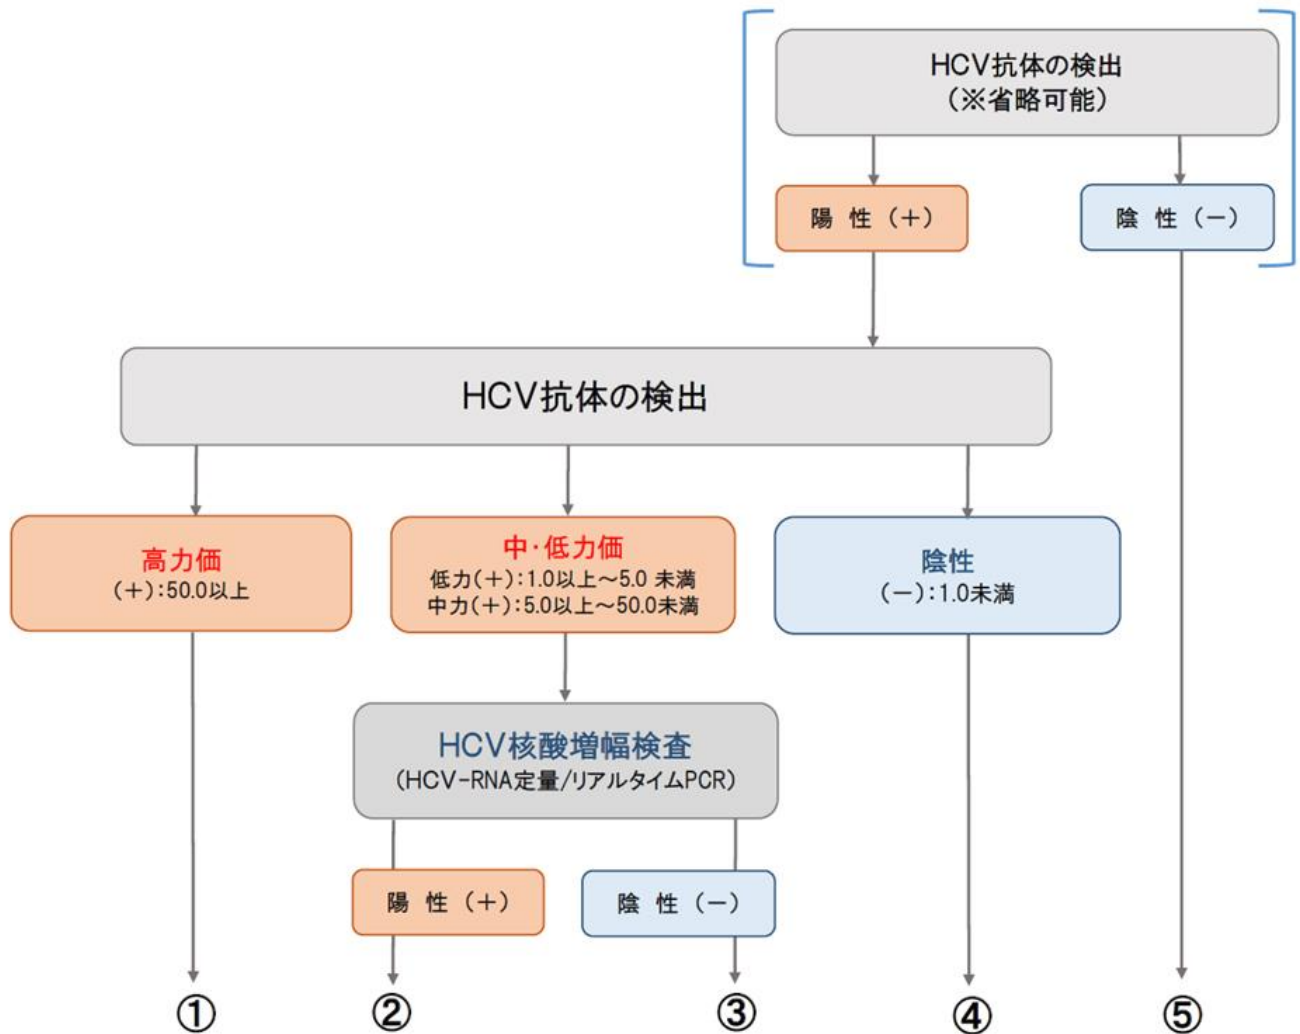 HCV抗体の検出
(※省略可能)
陽 性 (+)
陰 性 (-)
HCV抗体の検出
高力価
(+):50.0以上
中・低力価
低力(+):1.0以上～5.0 未満
中力(+):5.0以上～50.0未満
陰性
(-):1.0未満
HCV核酸増幅検査
(HCV-RNA定量/リアルタイムPCR)
陽 性 (+)
陰 性 (-)
① ② ③ ④ ⑤